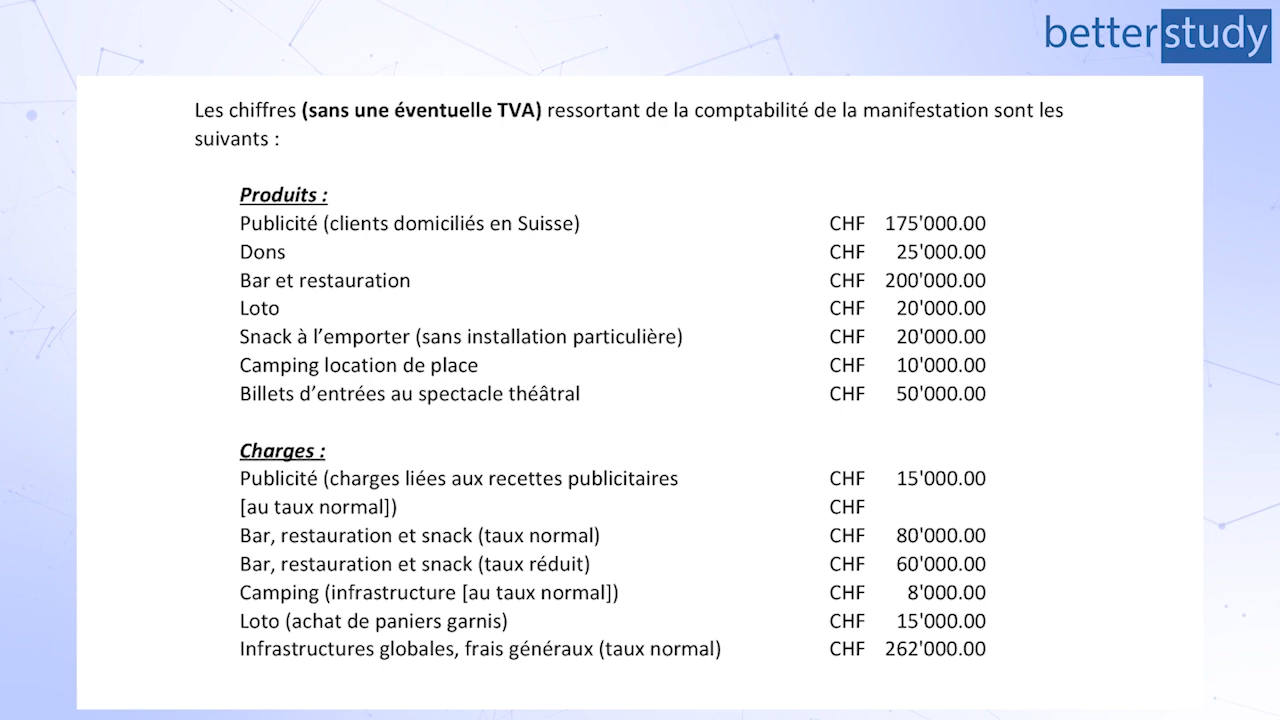 betterstudy
Les chiffres (sans une éventuelle TVA) ressortant de la comptabilité de la manifestation sont les
suivants :
Produits :
Publicité (clients domiciliés en Suisse) CHF 175'000.00
Dons CHF 25'000.00
Bar et restauration CHF 200'000.00
Loto CHF 20'000.00
Snack à l’emporter (sans installation particulière) CHF 20'000.00
Camping location de place CHF 10'000.00
Billets d’entrées au spectacle théâtral CHF 50'000.00
Charges :
Publicité (charges liées aux recettes publicitaires CHF 15'000.00
[au taux normal]) CHF
Bar, restauration et snack (taux normal) CHF 80'000.00
Bar, restauration et snack (taux réduit) CHF 60'000.00
Camping (infrastructure [au taux normal]) CHF 8'000.00
Loto (achat de paniers garnis) CHF 15'000.00
Infrastructures globales, frais généraux (taux normal) CHF 262'000.00